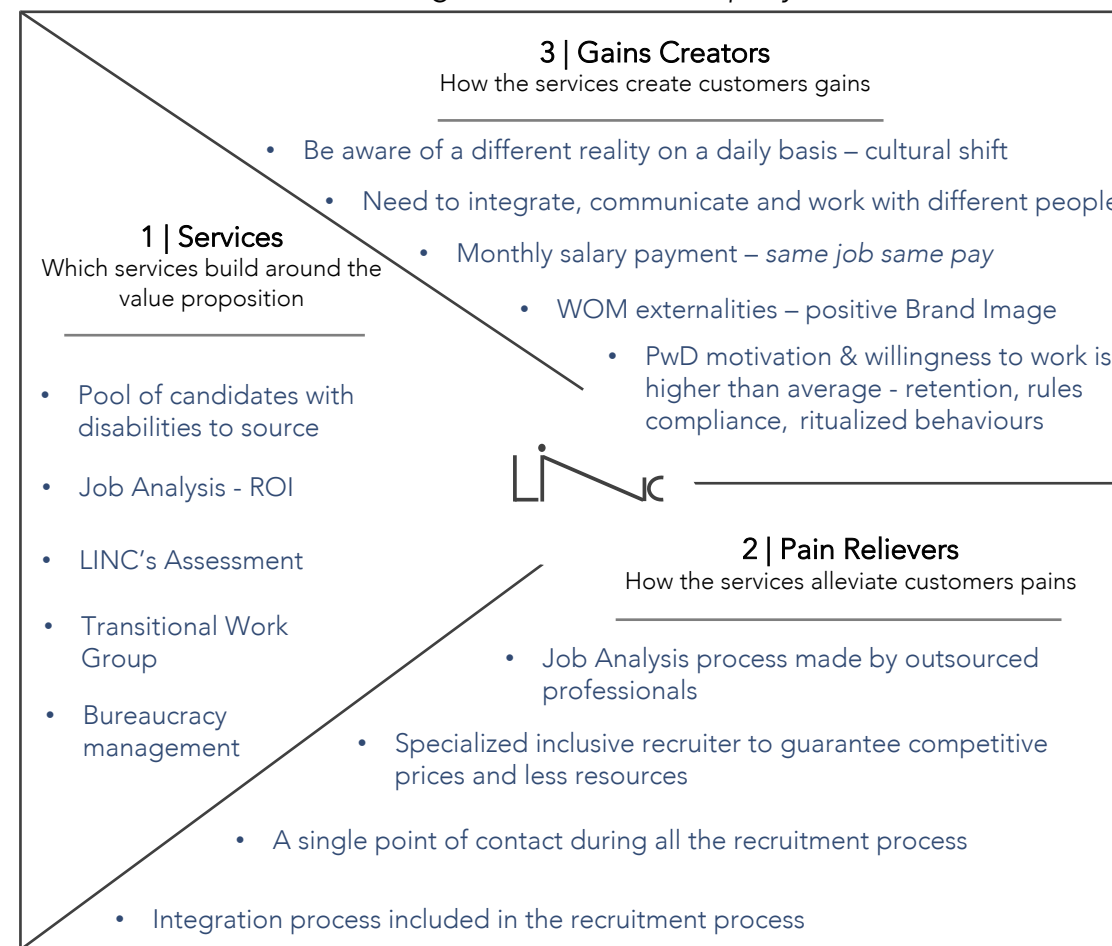 3 | Gains Creators
How the services create customers gains
• Be aware of a different reality on a daily basis – cultural shift
• Need to integrate, communicate and work with different people
• Monthly salary payment – same job same pay
• WOM externalities – positive Brand Image
• PwD motivation & willingness to work is
higher than average - retention, rules
compliance, ritualized behaviours
1 | Services
Which services build around the
value proposition
• Pool of candidates with
disabilities to source
• Job Analysis - ROI
• LINC’s Assessment
• Transitional Work
Group
• Bureaucracy
management
LINC
2 | Pain Relievers
How the services alleviate customers pains
• Job Analysis process made by outsourced
professionals
• Specialized inclusive recruiter to guarantee competitive
prices and less resources
• A single point of contact during all the recruitment process
• Integration process included in the recruitment process